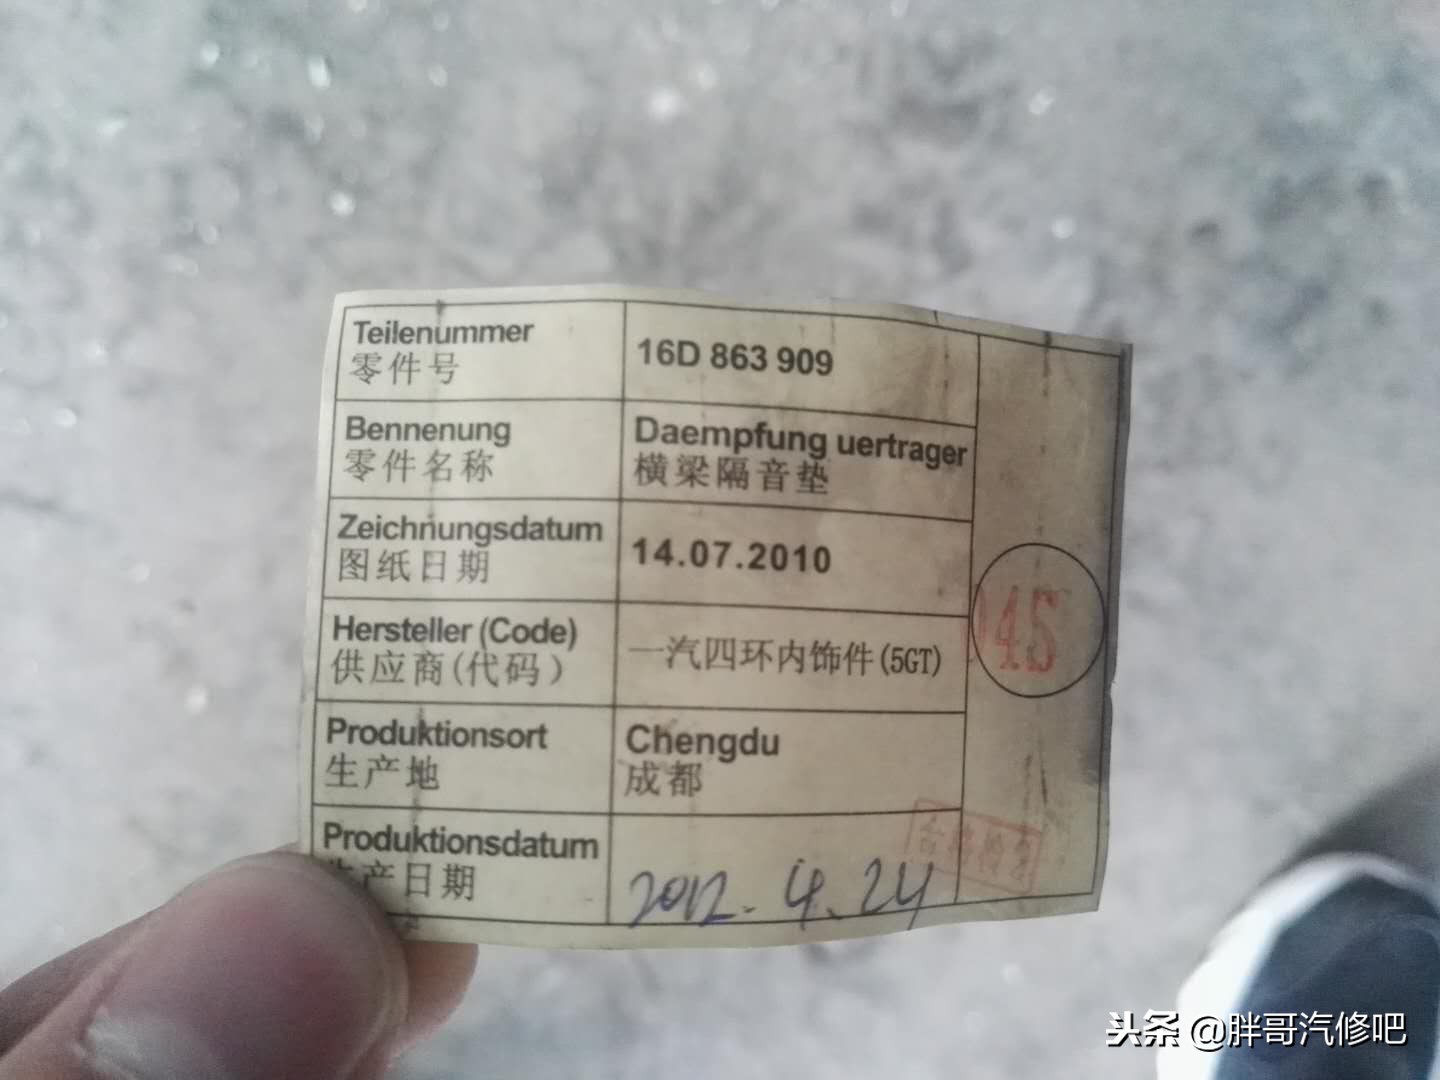 Teilenummer
零件号
16D 863 909
Bennenung
零件名称
Daempfung uertrager
横梁隔音垫
Zeichnungsdatum
图纸日期
14.07.2010
Hersteller (Code)
供应商(代码)
一汽四环内饰件(5GT)
Produktionsort
生产地
Chengdu
成都
Produktionsdatum
生产日期
2012.4.24
头条 @胖哥汽修吧